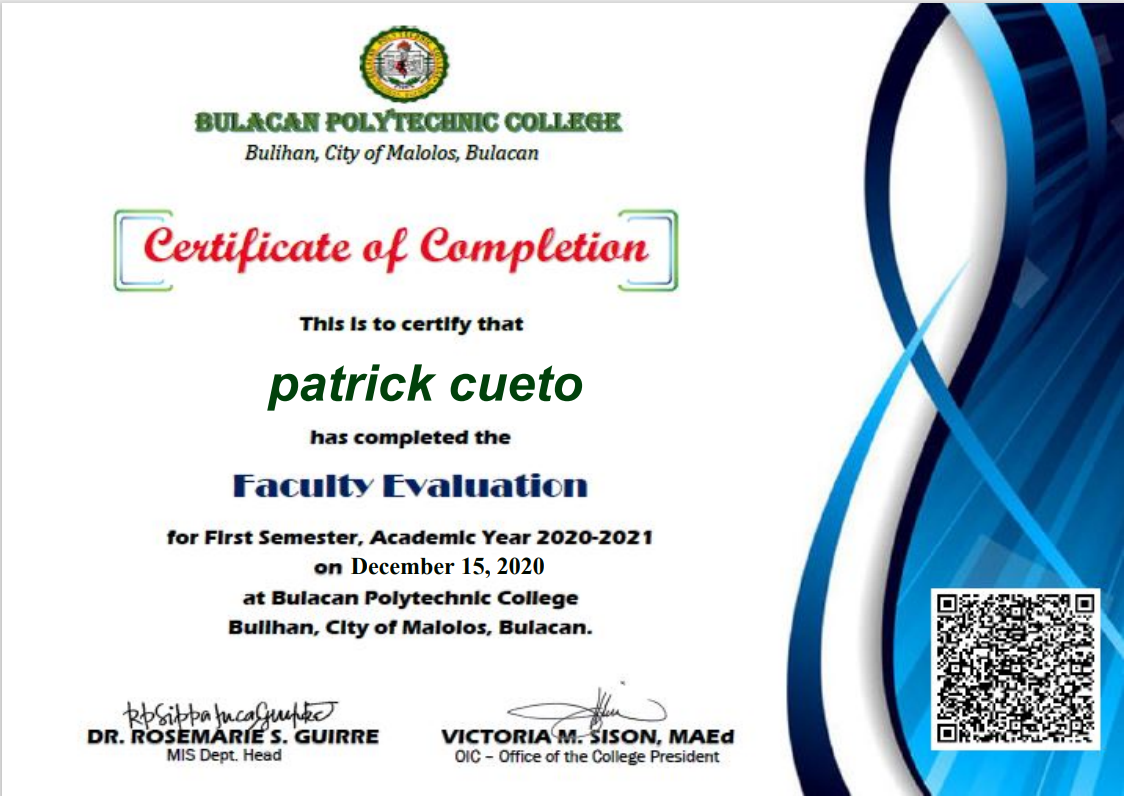 BULACAN POLYTECHNIC COLLEGE
Bulihan, City of Malolos, Bulacan
Certificate of Completion
This is to certify that
patrick cueto
has completed the
Faculty Evaluation
for First Semester, Academic Year 2020-2021
on December 15, 2020
at Bulacan Polytechnic College
Bulihan, City of Malolos, Bulacan.
DR. ROSEMARIE S. GUIRRE
VICTORIA M. SISON, MAEd
MIS Dept. Head
OIC – Office of the College President